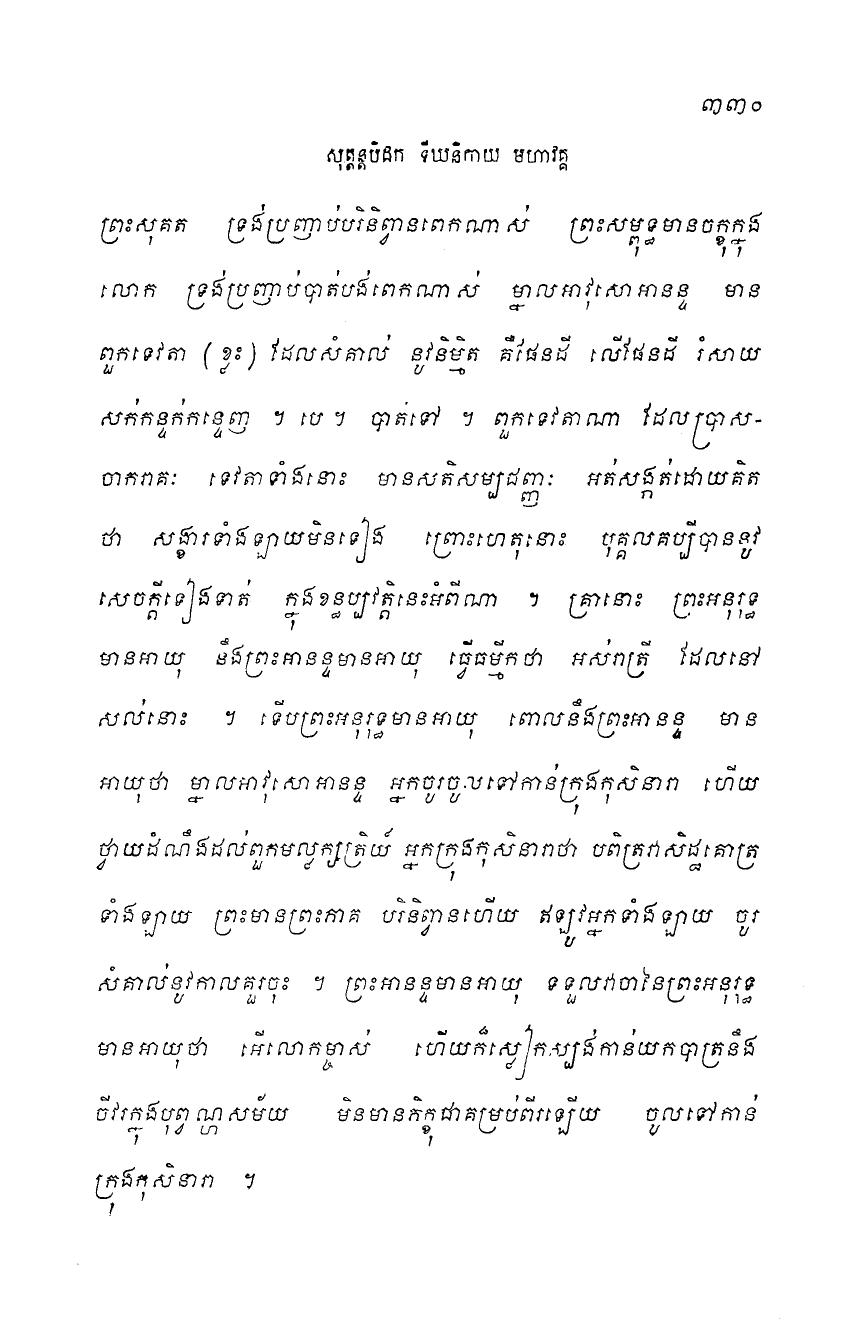 ៣៣០
សុត្តន្តបិដក ទីឃនិកាយ មហាវគ្គ
ព្រះសុគត ទ្រង់ប្រញាប់បរិនិព្វានពេកណាស់ ព្រះសម្ពុទ្ធមានចក្ខុក្នុង
លោក ទ្រង់ប្រញាប់បាត់បង់ពេកណាស់ ម្នាលអាវុសោអានន្ទ មាន
ពួកទេវតា (ខ្លះ) ដែលសំគាល់ នូវនិម្មិត គឺផែនដី លើផែនដី រំសាយ
សក់កន្ទក់កន្ទេញ ។ បេ ។ បាត់ទៅ ។ ពួកទេវតាណា ដែលប្រាស-
ចាករាគៈ ទេវតាទាំងនោះ មានសតិសម្បជញ្ញៈ អត់សង្កត់ដោយគិត
ថា សង្ខារទាំងឡាយមិនទៀង ព្រោះហេតុនោះ បុគ្គលគប្បីបាននូវ
សេចក្តីទៀងទាត់ ក្នុងខន្ធប្បវត្តិនេះអំពីណា ។ គ្រានោះ ព្រះអនុរុទ្ធ
មានអាយុ នឹងព្រះអានន្ទមានអាយុ ធ្វើធម្មីកថា អស់រាត្រី ដែលនៅ
សល់នោះ ។ ទើបព្រះអនុរុទ្ធមានអាយុ ពោលនឹងព្រះអានន្ទ មាន
អាយុថា ម្នាលអាវុសោអានន្ទ អ្នកចូរចូលទៅកាន់ក្រុងកុសិនារា ហើយ
ថ្វាយដំណឹងដល់ពួកមល្លក្សត្រិយ៍ អ្នកក្រុងកុសិនារាថា បពិត្រវាសិដ្ឋគោត្រ
ទាំងឡាយ ព្រះមានព្រះភាគ បរិនិព្វានហើយ ឥឡូវអ្នកទាំងឡាយ ចូរ
សំគាល់នូវកាលគួរចុះ ។ ព្រះអានន្ទមានអាយុ ទទួលវាចានៃព្រះអនុរុទ្ធ
មានអាយុថា អើលោកម្ចាស់ ហើយក៏ស្លៀកស្បង់កាន់យកបាត្រនឹង
ចីវរក្នុងបុព្វណ្ហសម័យ មិនមានភិក្ខុជាគម្រប់ពីរឡើយ ចូលទៅកាន់
ក្រុងកុសិនារា ។